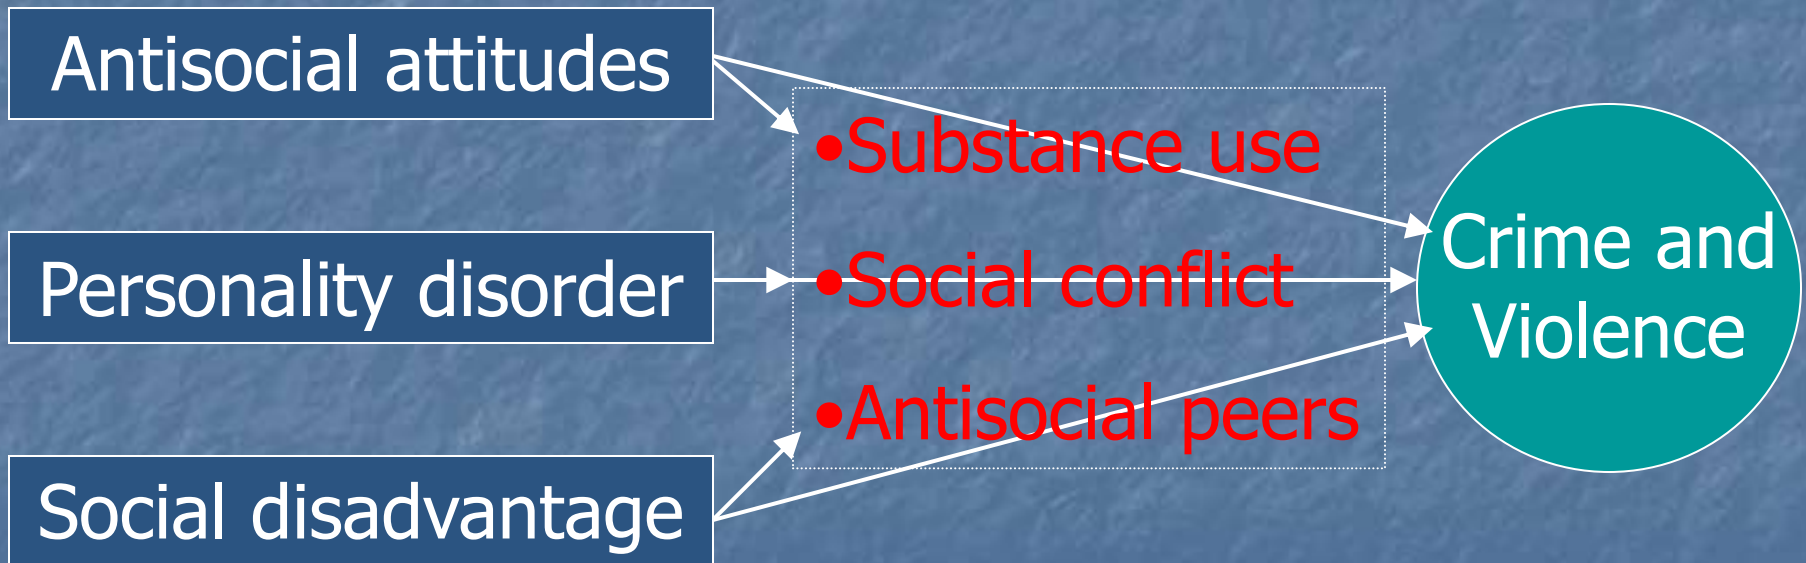 Antisocial attitudes
Personality disorder
Social disadvantage
•Substance use
•Social conflict
•Antisocial peers
Crime and
Violence